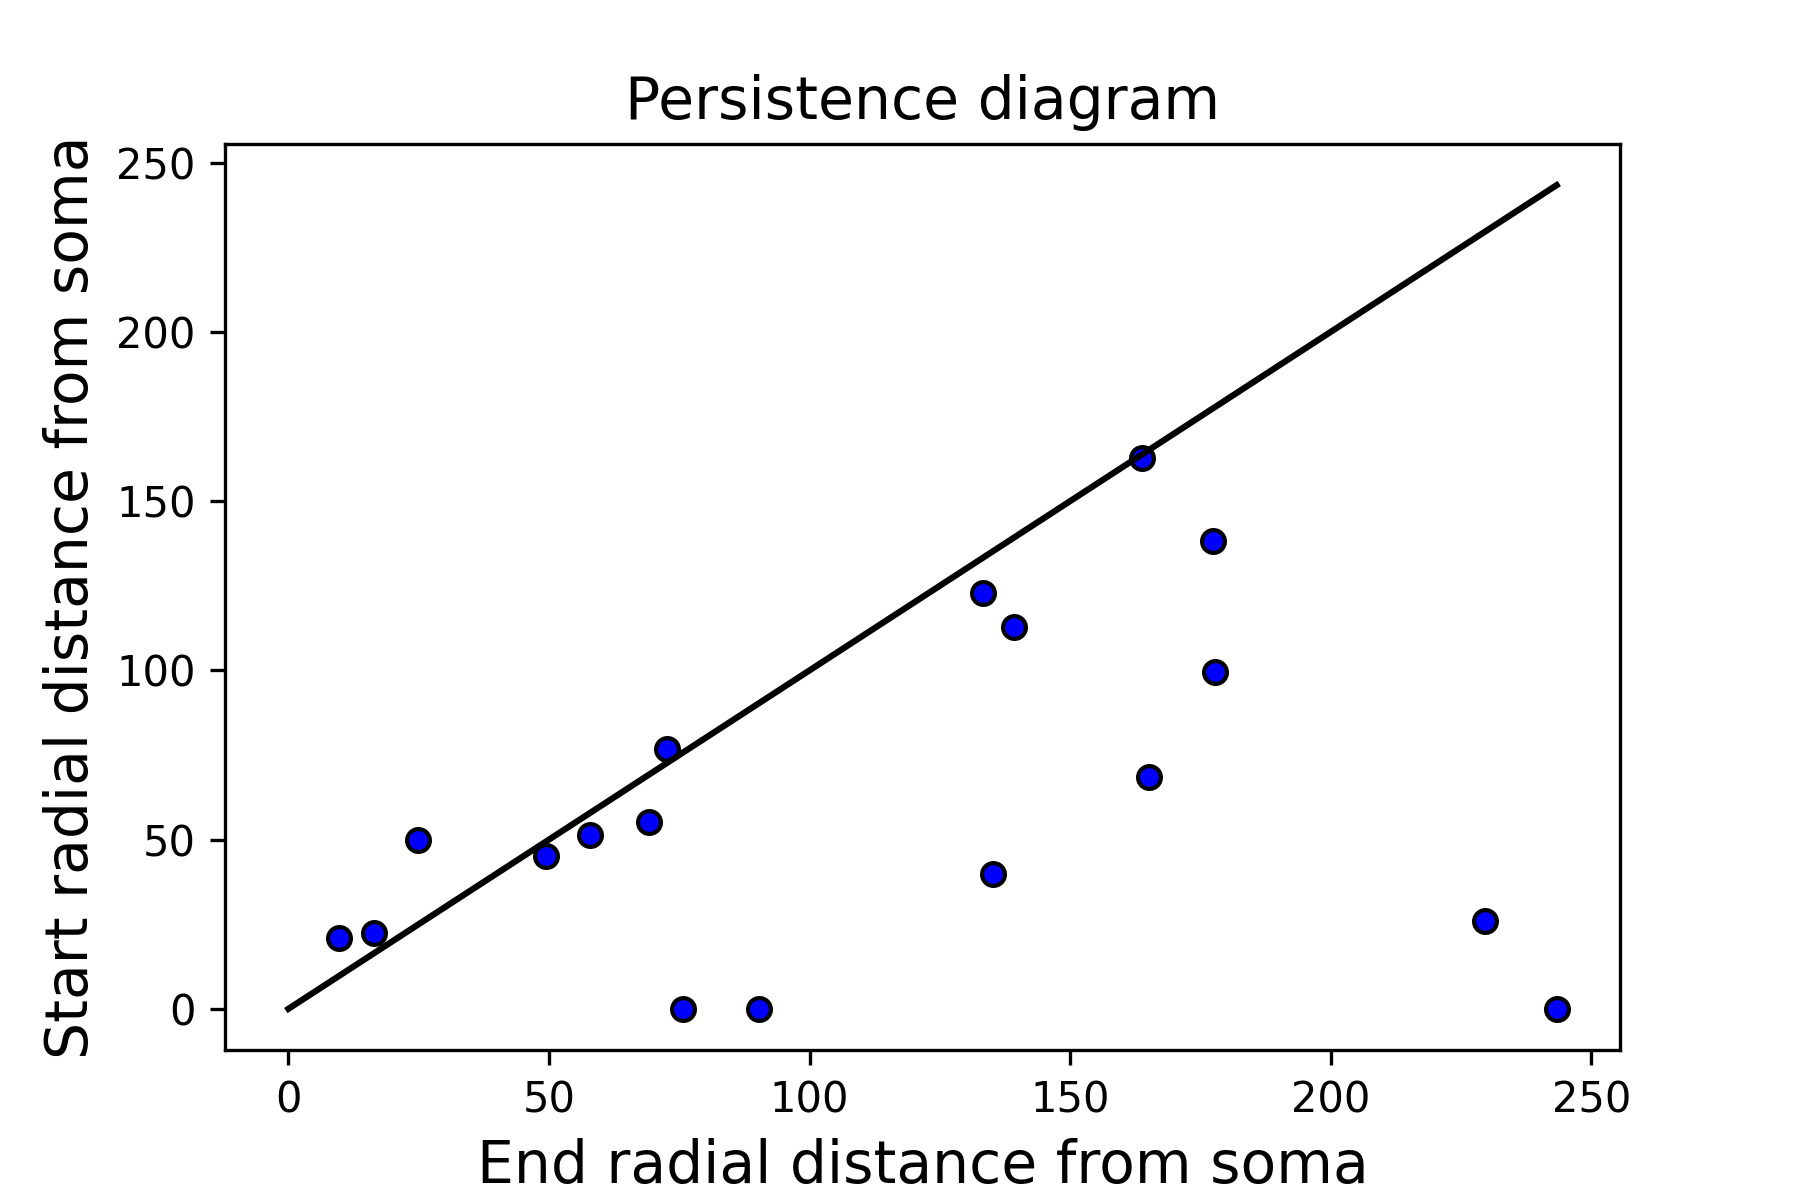 Persistence diagram
Start radial distance from soma
250
200
150
100
50
0
0 50 100 150 200 250
End radial distance from soma